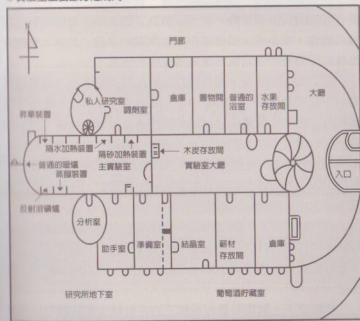 N
門廊
昇華裝置
私人研究室
調劑室
倉庫
置物間
普通的
浴室
水果
存放間
大廳
隔水加熱裝置
隔砂加熱裝置
主實驗室
木炭存放間
實驗室大廳
普通的暖爐
蒸餾裝置
反射溶礦爐
入口
分析室
助手室
準備室
結晶室
薪材
存放間
倉庫
研究所地下室
葡萄酒貯藏室